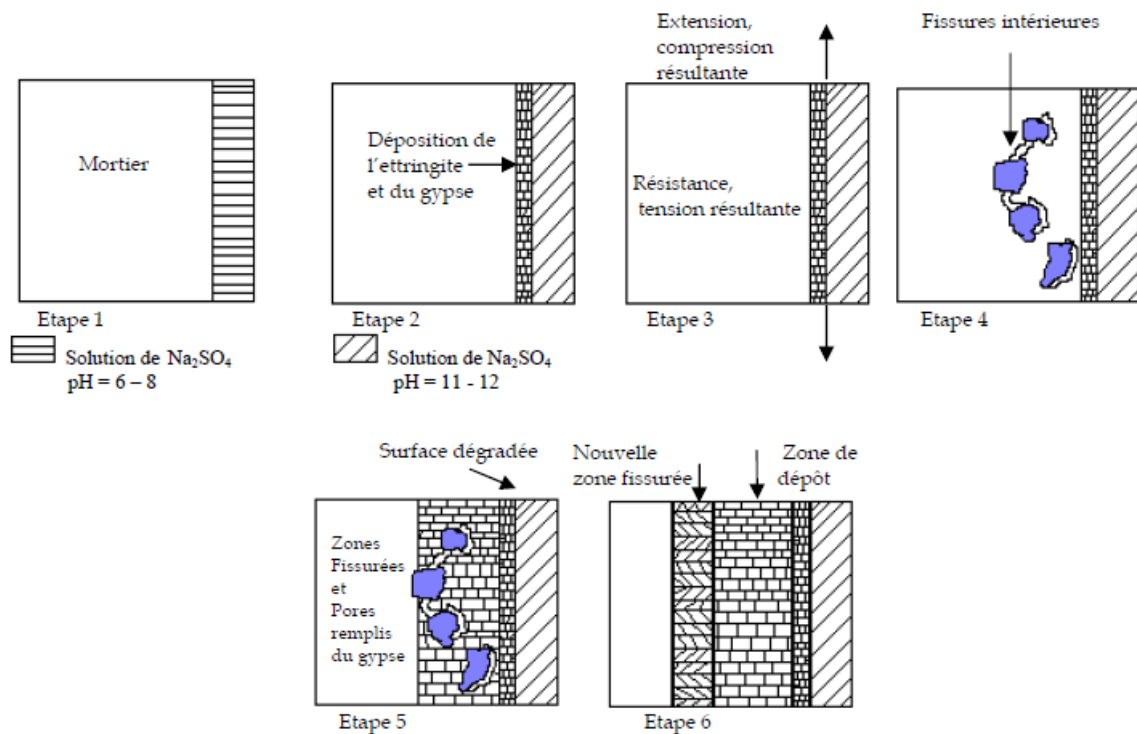 Mortier
Etape 1
Solution de Na₂SO₄
pH = 6 – 8
Déposition de
l'ettringite
et du gypse
Etape 2
Solution de Na₂SO₄
pH = 11 - 12
Extension,
compression
résultante
Résistance,
tension résultante
Etape 3
Fissures intérieures
Etape 4
Surface dégradée
Zones
Fissurées
et
Pores
remplis
du gypse
Etape 5
Nouvelle
zone fissurée
Zone de
dépôt
Etape 6